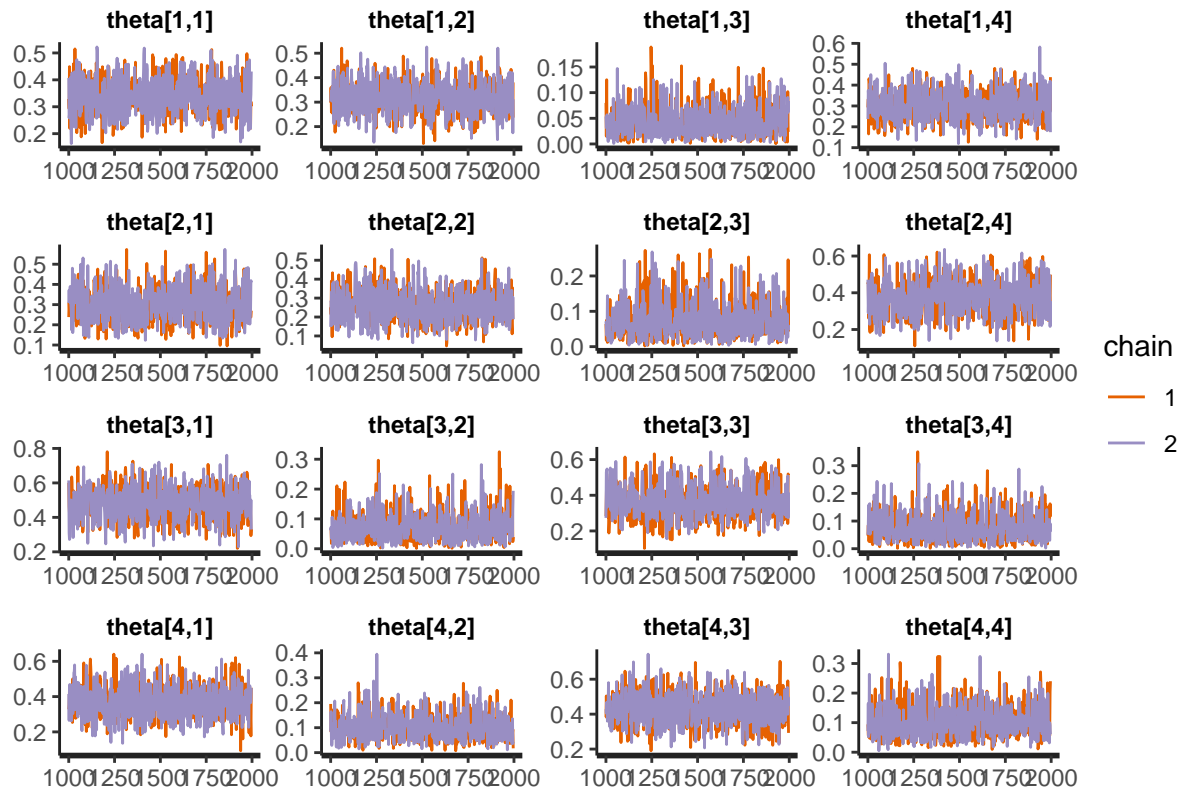 theta[1,1] theta[1,2] theta[1,3] theta[1,4]
0.5 0.4 0.3 0.2 0.5 0.4 0.3 0.2 0.15 0.10 0.05 0.00 0.6 0.5 0.4 0.3 0.2 0.1
1000 1250 1500 1750 2000 1000 1250 1500 1750 2000 1000 1250 1500 1750 2000 1000 1250 1500 1750 2000
theta[2,1] theta[2,2] theta[2,3] theta[2,4]
0.5 0.4 0.3 0.2 0.1 0.5 0.4 0.3 0.2 0.1 0.2 0.1 0.0 0.6 0.4 0.2
1000 1250 1500 1750 2000 1000 1250 1500 1750 2000 1000 1250 1500 1750 2000 1000 1250 1500 1750 2000
chain
1
2
theta[3,1] theta[3,2] theta[3,3] theta[3,4]
0.8 0.6 0.4 0.2 0.3 0.2 0.1 0.0 0.6 0.4 0.2 0.3 0.2 0.1 0.0
1000 1250 1500 1750 2000 1000 1250 1500 1750 2000 1000 1250 1500 1750 2000 1000 1250 1500 1750 2000
theta[4,1] theta[4,2] theta[4,3] theta[4,4]
0.6 0.4 0.2 0.4 0.3 0.2 0.1 0.0 0.6 0.4 0.2 0.3 0.2 0.1 0.0
1000 1250 1500 1750 2000 1000 1250 1500 1750 2000 1000 1250 1500 1750 2000 1000 1250 1500 1750 2000